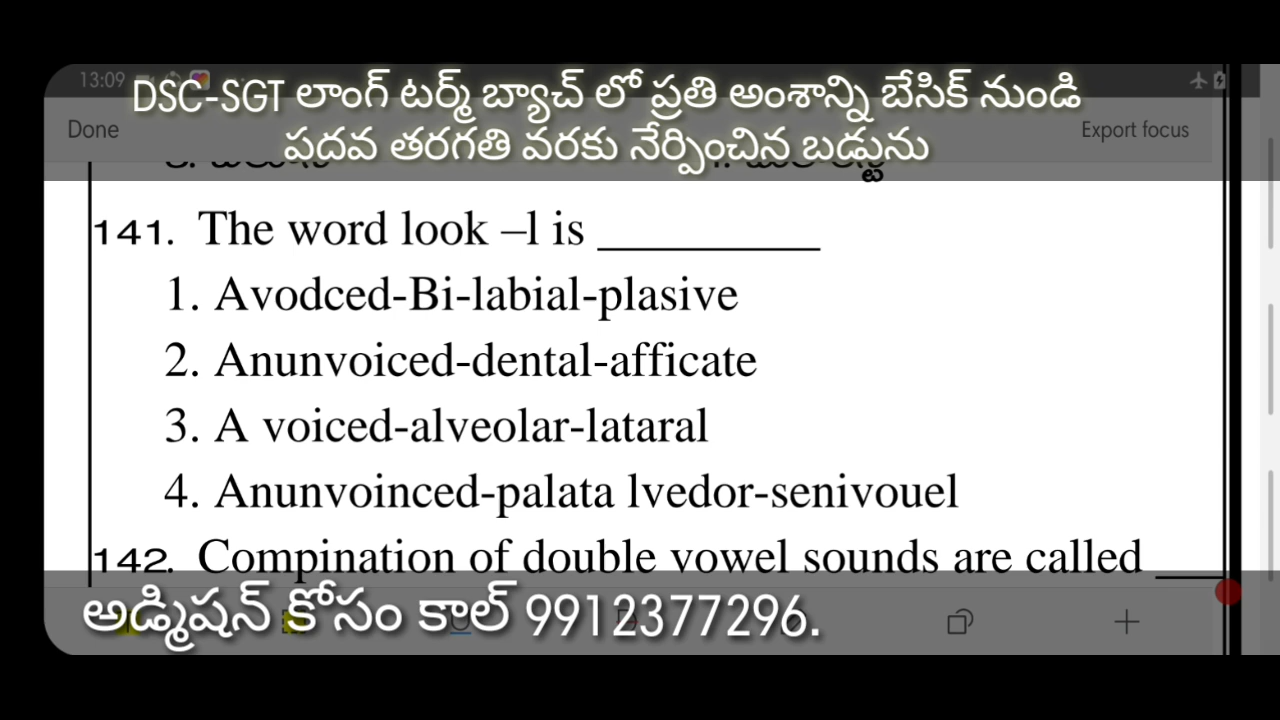 13:09
DSC-SGT లాంగ్ టర్మ్ బ్యాచ్ లో ప్రతి అంశాన్ని బేసిక్ నుండి
Done
Export focus
పదవ తరగతి వరకు నేర్పించిన బడును
141. The word look –l is __________
1. Avodced-Bi-labial-plasive
2. Anunvoiced-dental-afficate
3. A voiced-alveolar-lataral
4. Anunvoinced-palata lvedor-senivouel
142. Compination of double vowel sounds are called ___
అడ్మిషన్ కోసం కాల్ 9912377296.